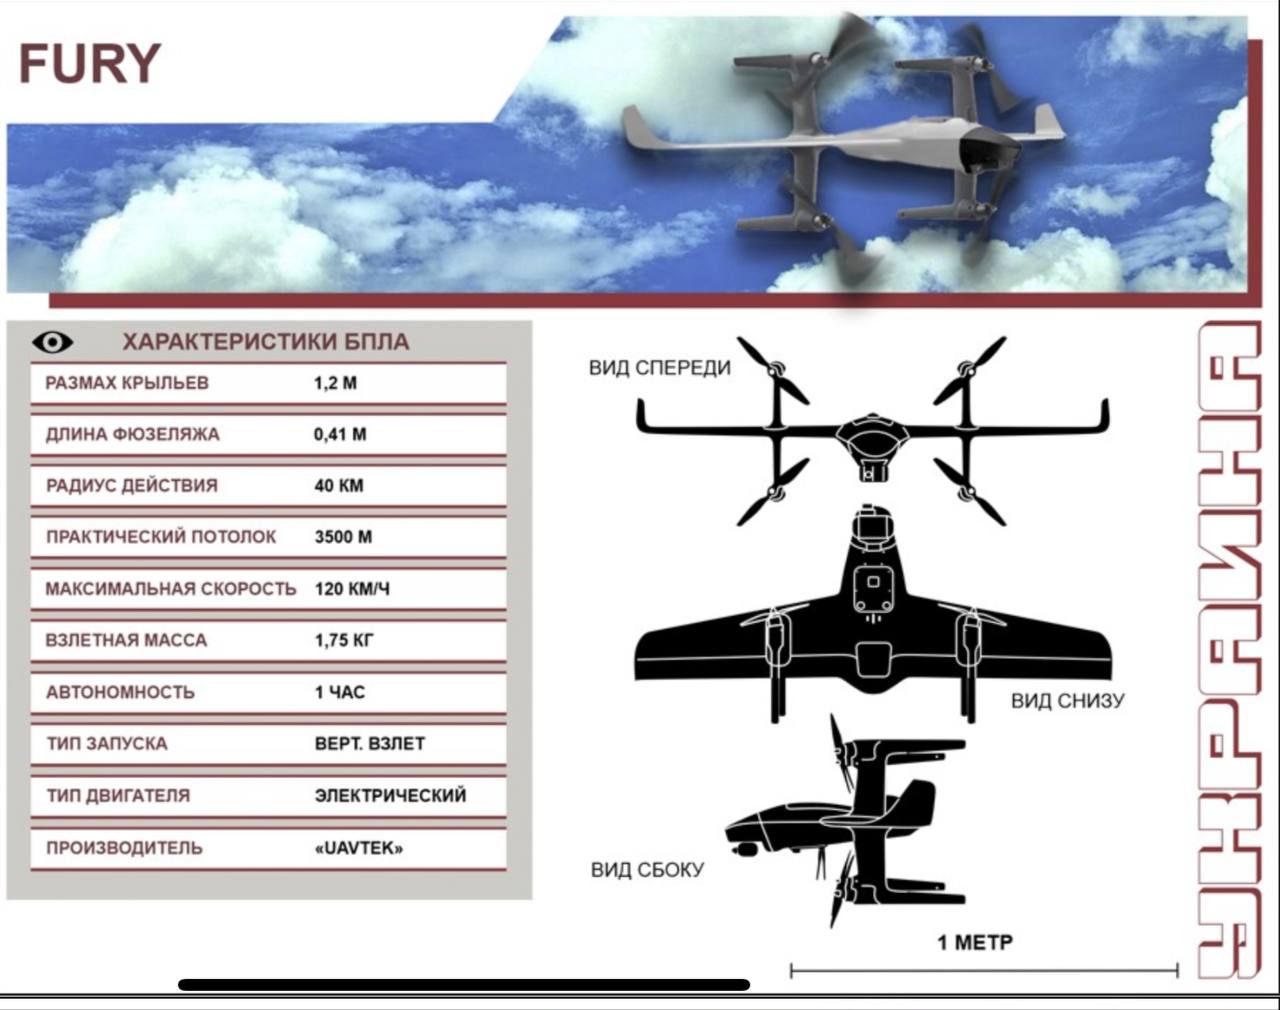 FURY
ХАРАКТЕРИСТИКИ БПЛА
РАЗМАХ КРЫЛЬЕВ 1,2 М
ДЛИНА ФЮЗЕЛЯЖА 0,41 М
РАДИУС ДЕЙСТВИЯ 40 КМ
ПРАКТИЧЕСКИЙ ПОТОЛОК 3500 М
МАКСИМАЛЬНАЯ СКОРОСТЬ 120 КМ/Ч
ВЗЛЕТНАЯ МАССА 1,75 КГ
АВТОНОМНОСТЬ 1 ЧАС
ТИП ЗАПУСКА ВЕРТ. ВЗЛЕТ
ТИП ДВИГАТЕЛЯ ЭЛЕКТРИЧЕСКИЙ
ПРОИЗВОДИТЕЛЬ «UAVTEK»
ВИД СПЕРЕДИ
ВИД СНИЗУ
ВИД СБОКУ
1 МЕТР
УКРАИНА